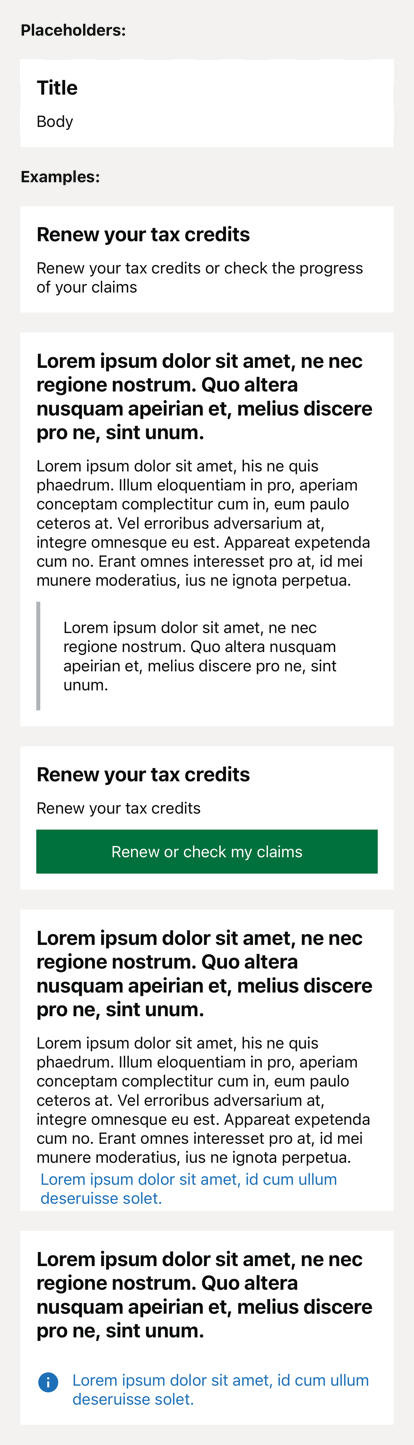 Placeholders:
Title
Body
Examples:
Renew your tax credits
Renew your tax credits or check the progress
of your claims
Lorem ipsum dolor sit amet, ne nec
regione nostrum. Quo altera
nusquam apeirian et, melius discere
pro ne, sint unum.
Lorem ipsum dolor sit amet, his ne quis
phaedrum. Illum eloquentiam in pro, aperiam
conceptam complectitur cum in, eum paulo
ceteros at. Vel erroribus adversarium at,
integre omnesque eu est. Appareat expetenda
cum no. Erant omnes interesset pro at, id mei
munere moderatius, ius ne ignota perpetua.
Lorem ipsum dolor sit amet, ne nec
regione nostrum. Quo altera nusquam
apeirian et, melius discere pro ne, sint
unum.
Renew your tax credits
Renew your tax credits
Renew or check my claims
Lorem ipsum dolor sit amet, ne nec
regione nostrum. Quo altera
nusquam apeirian et, melius discere
pro ne, sint unum.
Lorem ipsum dolor sit amet, his ne quis
phaedrum. Illum eloquentiam in pro, aperiam
conceptam complectitur cum in, eum paulo
ceteros at. Vel erroribus adversarium at,
integre omnesque eu est. Appareat expetenda
cum no. Erant omnes interesset pro at, id mei
munere moderatius, ius ne ignota perpetua.
Lorem ipsum dolor sit amet, id cum ullum
deseruisse solet.
Lorem ipsum dolor sit amet, ne nec
regione nostrum. Quo altera
nusquam apeirian et, melius discere
pro ne, sint unum.
Lorem ipsum dolor sit amet, id cum ullum
deseruisse solet.